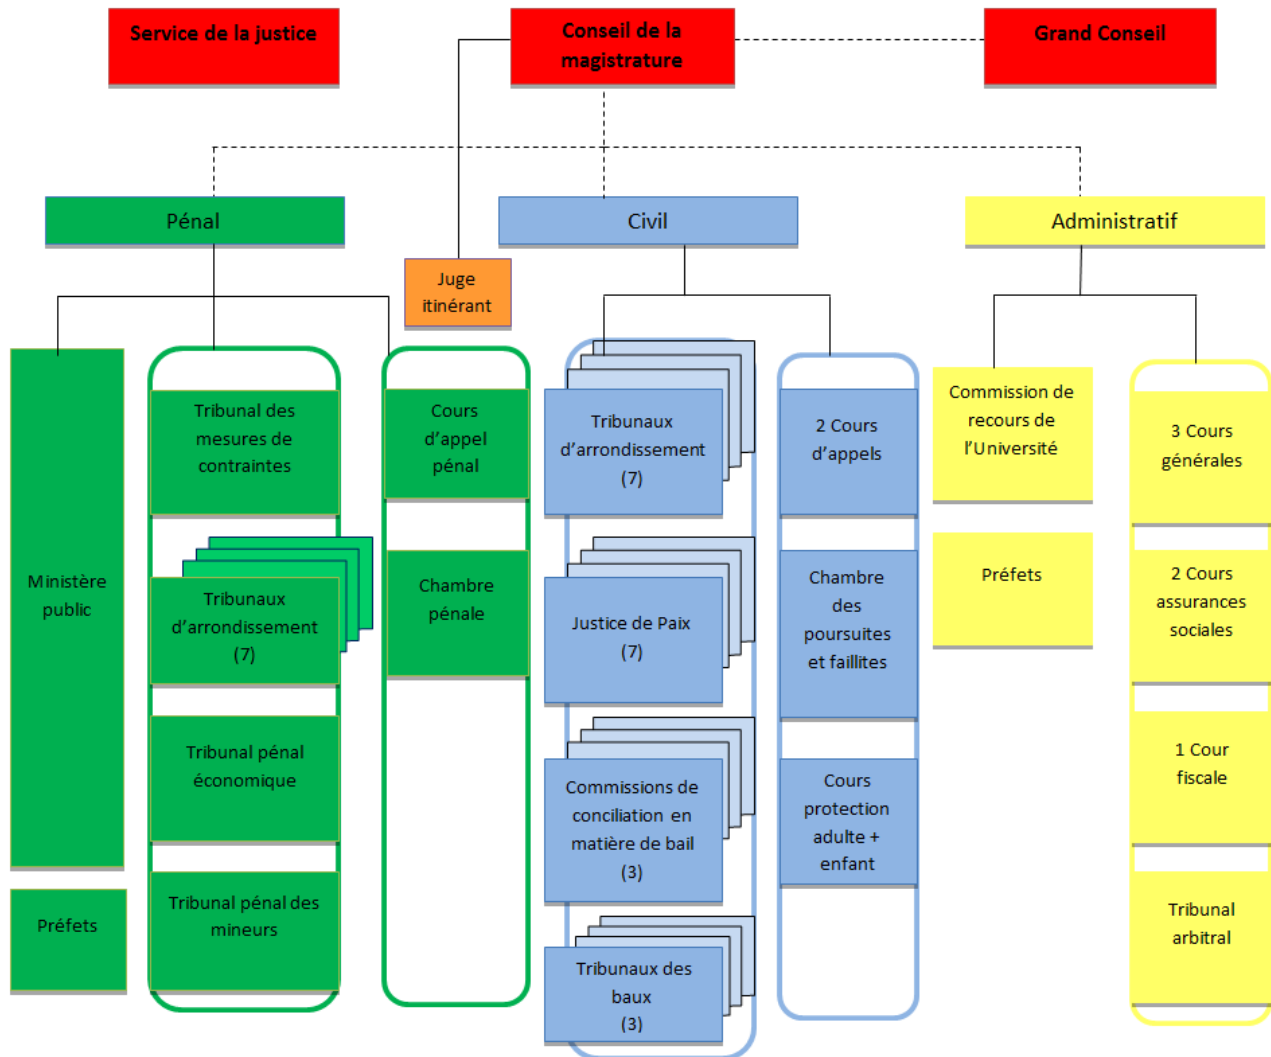 Service de la justice
Conseil de la
magistrature
Grand Conseil
Pénal
Civil
Administratif
Juge
itinérant
Ministère
public
Préfets
Tribunal des
mesures de
contraintes
Tribunaux
d’arrondissement
(7)
Tribunal pénal
économique
Tribunal pénal des
mineurs
Cours
d’appel
pénal
Chambre
pénale
Tribunaux
d’arrondissement
(7)
Justice de Paix
(7)
Commissions de
conciliation en
matière de bail
(3)
Tribunaux des
baux
(3)
2 Cours
d’appels
Chambre
des
poursuites
et faillites
Cours
protection
adulte +
enfant
Commission de
recours de
l’Université
Préfets
3 Cours
générales
2 Cours
assurances
sociales
1 Cour
fiscale
Tribunal
arbitral